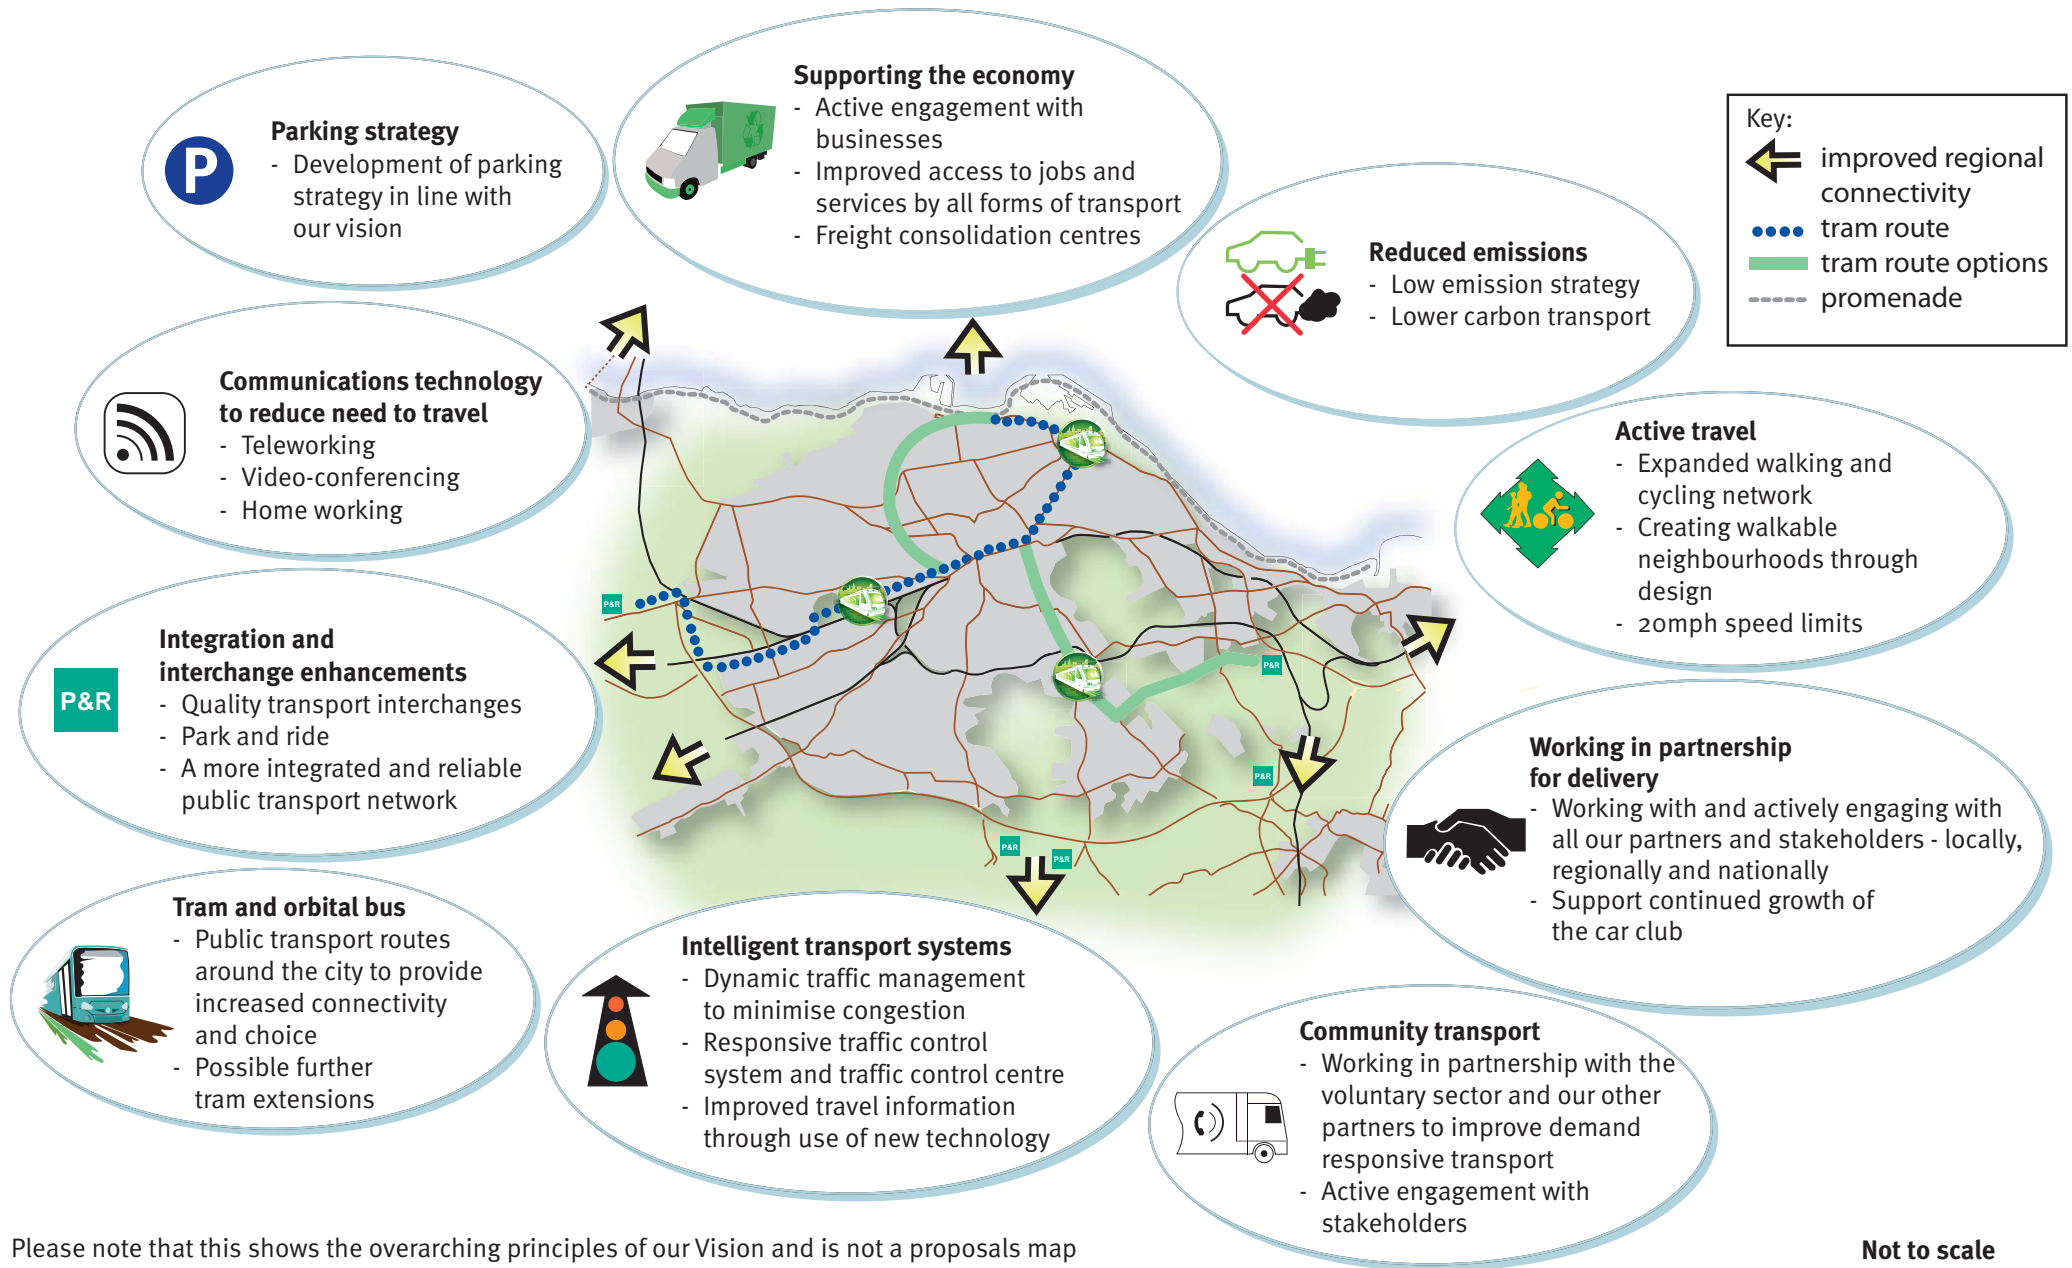 Parking strategy
- Development of parking
strategy in line with
our vision
P
Supporting the economy
- Active engagement with
businesses
- Improved access to jobs and
services by all forms of transport
- Freight consolidation centres
Key:
improved regional
connectivity
tram route
tram route options
promenade
Reduced emissions
- Low emission strategy
- Lower carbon transport
Communications technology
to reduce need to travel
- Teleworking
- Video-conferencing
- Home working
Active travel
- Expanded walking and
cycling network
- Creating walkable
neighbourhoods through
design
- 20mph speed limits
P&R
Integration and
interchange enhancements
- Quality transport interchanges
- Park and ride
- A more integrated and reliable
public transport network
P&R
P&R
P&R
P&R
P&R
Working in partnership
for delivery
- Working with and actively engaging with
all our partners and stakeholders - locally,
regionally and nationally
- Support continued growth of
the car club
Tram and orbital bus
- Public transport routes
around the city to provide
increased connectivity
and choice
- Possible further
tram extensions
Intelligent transport systems
- Dynamic traffic management
to minimise congestion
- Responsive traffic control
system and traffic control centre
- Improved travel information
through use of new technology
Community transport
- Working in partnership with the
voluntary sector and our other
partners to improve demand
responsive transport
- Active engagement with
stakeholders
Please note that this shows the overarching principles of our Vision and is not a proposals map
Not to scale